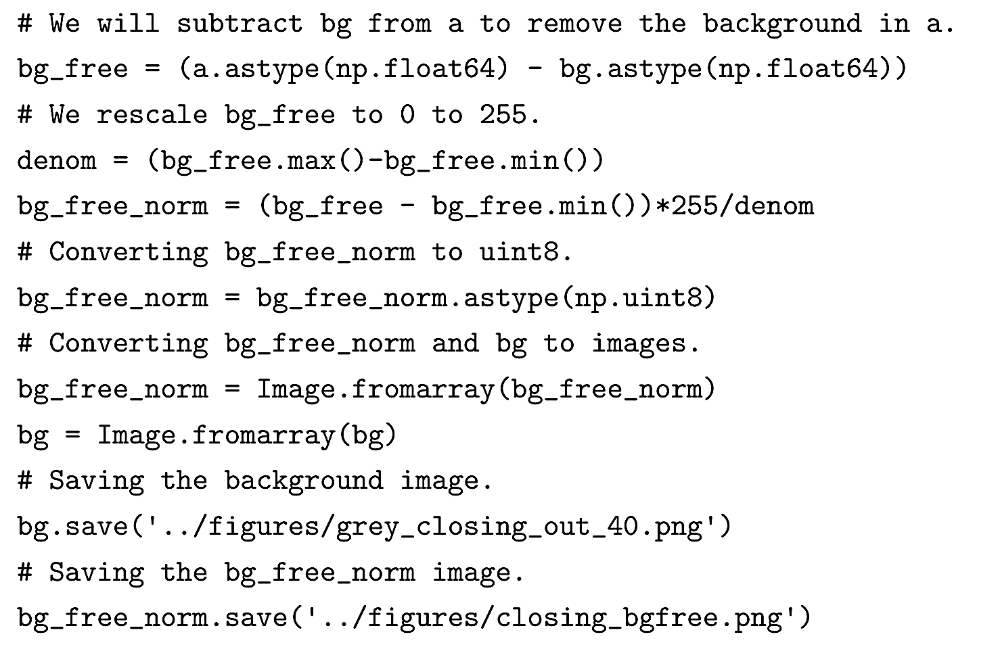 # We will subtract bg from a to remove the background in a.
bg_free = (a.astype(np.float64) - bg.astype(np.float64))
# We rescale bg_free to 0 to 255.
denom = (bg_free.max()-bg_free.min())
bg_free_norm = (bg_free - bg_free.min())*255/denom
# Converting bg_free_norm to uint8.
bg_free_norm = bg_free_norm.astype(np.uint8)
# Converting bg_free_norm and bg to images.
bg_free_norm = Image.fromarray(bg_free_norm)
bg = Image.fromarray(bg)
# Saving the background image.
bg.save('../figures/grey_closing_out_40.png')
# Saving the bg_free_norm image.
bg_free_norm.save('../figures/closing_bgfree.png')